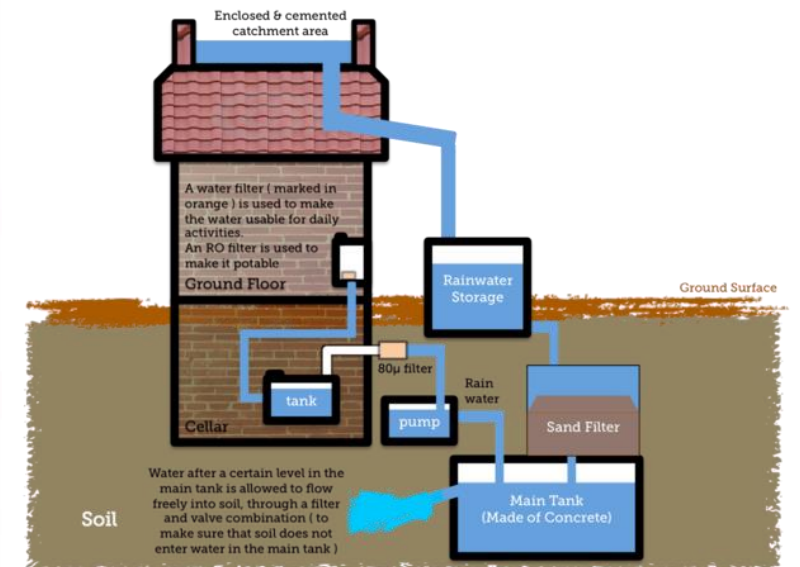 Enclosed & cemented
catchment area
A water filter ( marked in
orange ) is used to make
the water usable for daily
activities.
An RO filter is used to
make it potable
Ground Floor
Rainwater
Storage
Ground Surface
80μ filter
Rain
water
tank
pump
Sand Filter
Cellar
Water after a certain level in the
main tank is allowed to flow
freely into soil, through a filter
and valve combination ( to
make sure that soil does not
enter water in the main tank )
Main Tank
(Made of Concrete)
Soil